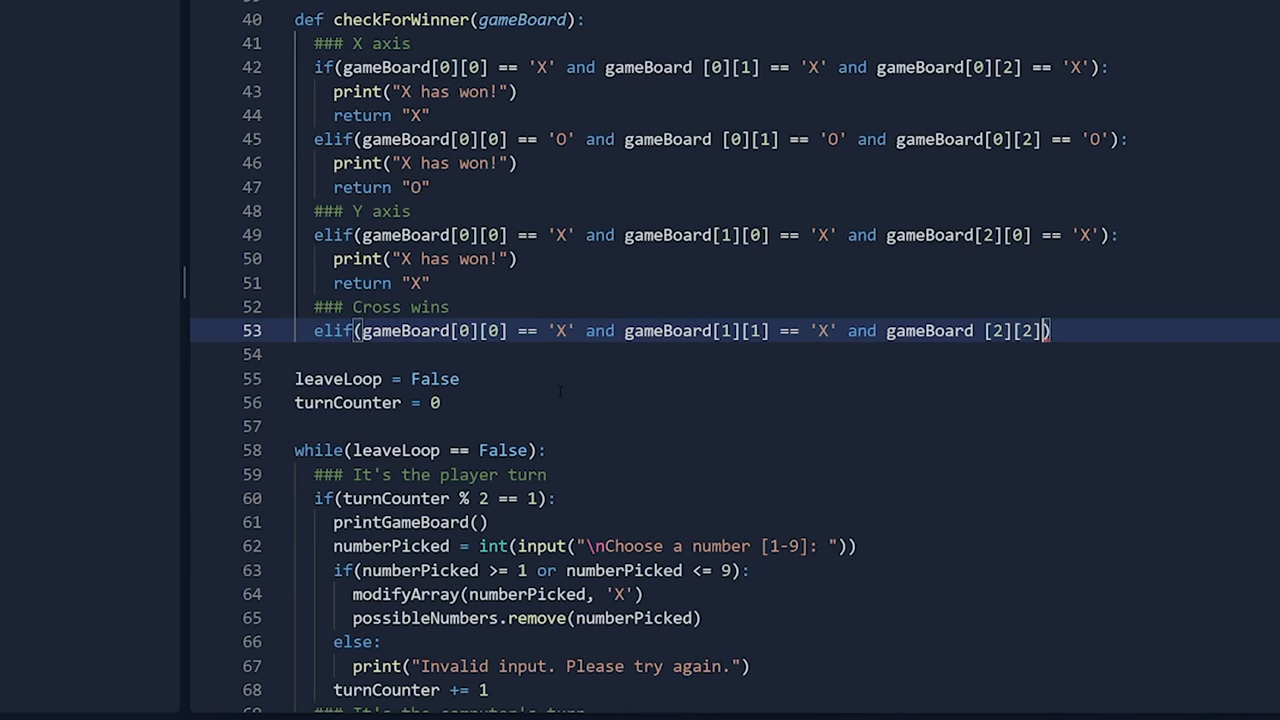 40 def checkForWinner(gameBoard):
41 ### X axis
42 if(gameBoard[0][0] == 'X' and gameBoard [0][1] == 'X' and gameBoard[0][2] == 'X'):
43 print("X has won!")
44 return "X"
45 elif(gameBoard[0][0] == 'O' and gameBoard [0][1] == 'O' and gameBoard[0][2] == 'O'):
46 print("X has won!")
47 return "O"
48 ### Y axis
49 elif(gameBoard[0][0] == 'X' and gameBoard[1][0] == 'X' and gameBoard[2][0] == 'X'):
50 print("X has won!")
51 return "X"
52 ### Cross wins
53 elif(gameBoard[0][0] == 'X' and gameBoard[1][1] == 'X' and gameBoard [2][2])
54
55 leaveLoop = False
56 turnCounter = 0
57
58 while(leaveLoop == False):
59 ### It's the player turn
60 if(turnCounter % 2 == 1):
61 printGameBoard()
62 numberPicked = int(input("\nChoose a number [1-9]: "))
63 if(numberPicked >= 1 or numberPicked <= 9):
64 modifyArray(numberPicked, 'X')
65 possibleNumbers.remove(numberPicked)
66 else:
67 print("Invalid input. Please try again.")
68 turnCounter += 1
69 ### It's the computer's turn